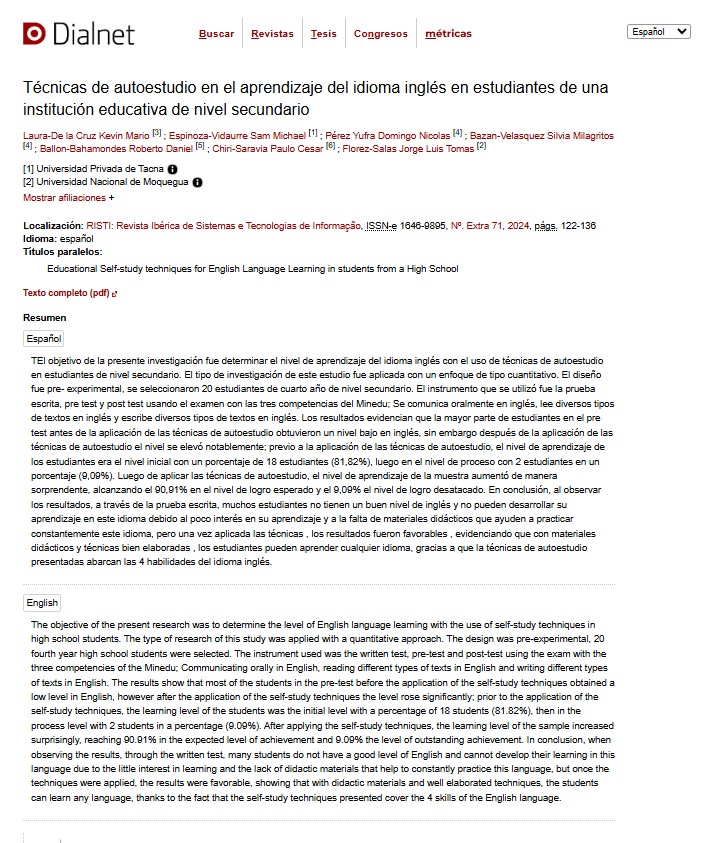 Dialnet
Buscar Revistas Tesis Congresos métricas
Español
Técnicas de autoestudio en el aprendizaje del idioma inglés en estudiantes de una
institución educativa de nivel secundario
Laura-De la Cruz Kevin Mario [3] ; Espinoza-Vidaurre Sam Michael [1] ; Pérez Yufra Domingo Nicolas [4] ; Bazan-Velasquez Silvia Milagritos
[4] ; Ballon-Bahamondes Roberto Daniel [5] ; Chiri-Saravia Paulo Cesar [6] ; Florez-Salas Jorge Luis Tomas [2]
[1] Universidad Privada de Tacna
[2] Universidad Nacional de Moquegua
Mostrar afiliaciones +
Localización: RISTI: Revista Ibérica de Sistemas e Tecnologias de Informação, ISSN-e 1646-9895, Nº. Extra 71, 2024, págs. 122-136
Idioma: español
Títulos paralelos:
Educational Self-study techniques for English Language Learning in students from a High School
Texto completo (pdf)
Resumen
Español
TEl objetivo de la presente investigación fue determinar el nivel de aprendizaje del idioma inglés con el uso de técnicas de autoestudio
en estudiantes de nivel secundario. El tipo de investigación de este estudio fue aplicada con un enfoque de tipo cuantitativo. El diseño
fue pre- experimental, se seleccionaron 20 estudiantes de cuarto año de nivel secundario. El instrumento que se utilizó fue la prueba
escrita, pre test y post test usando el examen con las tres competencias del Minedu; Se comunica oralmente en inglés, lee diversos tipos
de textos en inglés y escribe diversos tipos de textos en inglés. Los resultados evidencian que la mayor parte de estudiantes en el pre
test antes de la aplicación de las técnicas de autoestudio obtuvieron un nivel bajo en inglés, sin embargo después de la aplicación de las
técnicas de autoestudio el nivel se elevó notablemente; previo a la aplicación de las técnicas de autoestudio, el nivel de aprendizaje de
los estudiantes era el nivel inicial con un porcentaje de 18 estudiantes (81,82%), luego en el nivel de proceso con 2 estudiantes en un
porcentaje (9,09%). Luego de aplicar las técnicas de autoestudio, el nivel de aprendizaje de la muestra aumentó de manera
sorprendente, alcanzando el 90,91% en el nivel de logro esperado y el 9,09% el nivel de logro desatacado. En conclusión, al observar
los resultados, a través de la prueba escrita, muchos estudiantes no tienen un buen nivel de inglés y no pueden desarrollar su
aprendizaje en este idioma debido al poco interés en su aprendizaje y a la falta de materiales didácticos que ayuden a practicar
constantemente este idioma, pero una vez aplicada las técnicas , los resultados fueron favorables , evidenciando que con materiales
didácticos y técnicas bien elaboradas , los estudiantes pueden aprender cualquier idioma, gracias a que la técnicas de autoestudio
presentadas abarcan las 4 habilidades del idioma inglés.
English
The objective of the present research was to determine the level of English language learning with the use of self-study techniques in
high school students. The type of research of this study was applied with a quantitative approach. The design was pre-experimental, 20
fourth year high school students were selected. The instrument used was the written test, pre-test and post-test using the exam with the
three competencies of the Minedu; Communicating orally in English, reading different types of texts in English and writing different types
of texts in English. The results show that most of the students in the pre-test before the application of the self-study techniques obtained a
low level in English, however after the application of the self-study techniques the level rose significantly; prior to the application of the
self-study techniques, the learning level of the students was the initial level with a percentage of 18 students (81.82%), then in the
process level with 2 students in a percentage (9.09%). After applying the self-study techniques, the learning level of the sample increased
surprisingly, reaching 90.91% in the expected level of achievement and 9.09% the level of outstanding achievement. In conclusion, when
observing the results, through the written test, many students do not have a good level of English and cannot develop their learning in this
language due to the little interest in learning and the lack of didactic materials that help to constantly practice this language, but once the
techniques were applied, the results were favorable, showing that with didactic materials and well elaborated techniques, the students
can learn any language, thanks to the fact that the self-study techniques presented cover the 4 skills of the English language.